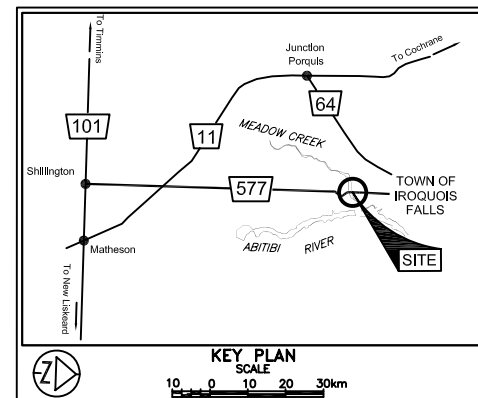 To Timmins
Junction
Porquis
To Cochrane
101
11
64
MEADOW CREEK
Shillington
577
TOWN OF
IROQUOIS
FALLS
Matheson
ABITIBI
RIVER
SITE
To New Liskeard
Z
KEY PLAN
SCALE
10 0 10 20 30km